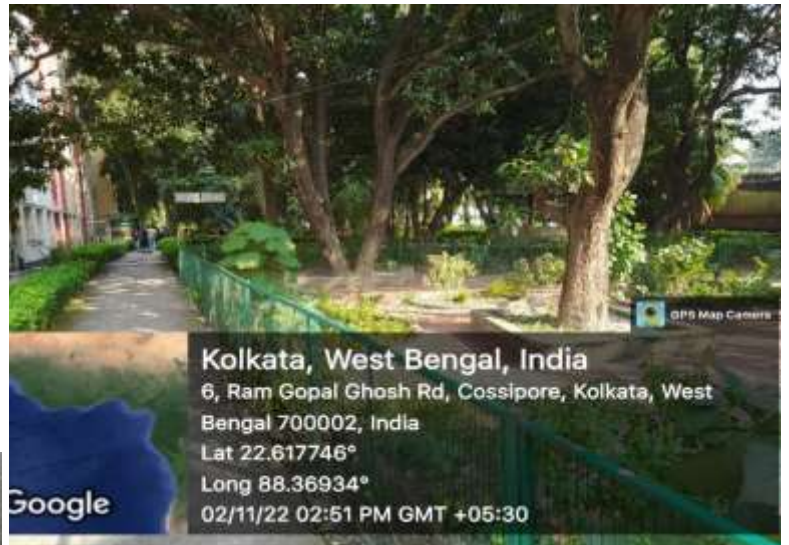 GPS Map Camera
Kolkata, West Bengal, India
6, Ram Gopal Ghosh Rd, Cossipore, Kolkata, West
Bengal 700002, India
Lat 22.617746°
Long 88.36934°
02/11/22 02:51 PM GMT +05:30
Google